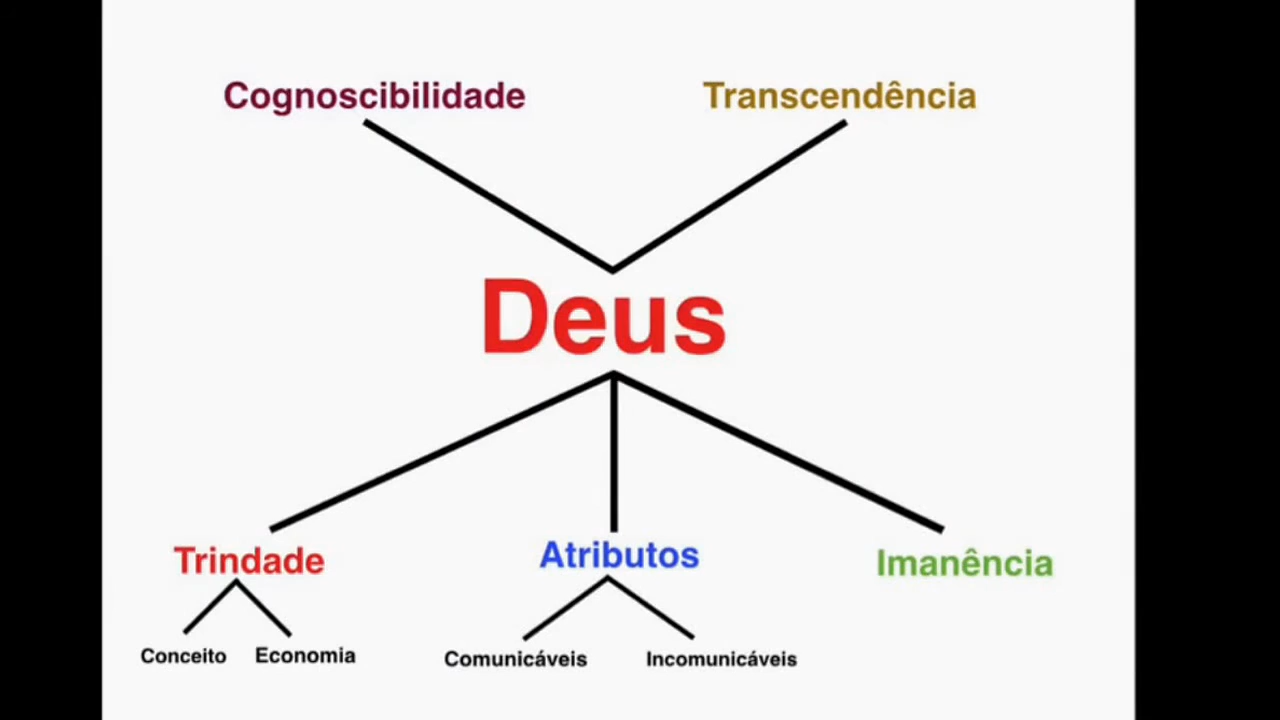 Cognoscibilidade
Transcendência
Deus
Trindade
Atributos
Imanência
Conceito
Economia
Comunicáveis
Incomunicáveis